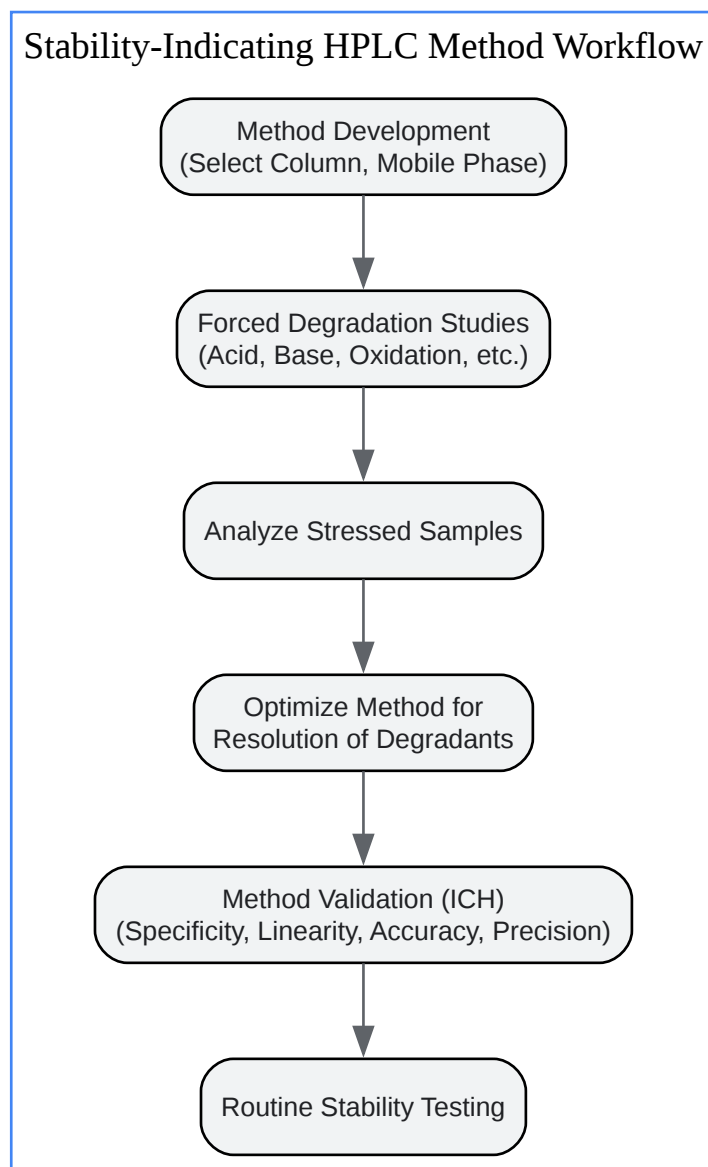 Stability-Indicating HPLC Method Workflow
Method Development
(Select Column, Mobile Phase)
Forced Degradation Studies
(Acid, Base, Oxidation, etc.)
Analyze Stressed Samples
Optimize Method for
Resolution of Degradants
Method Validation (ICH)
(Specificity, Linearity, Accuracy, Precision)
Routine Stability Testing